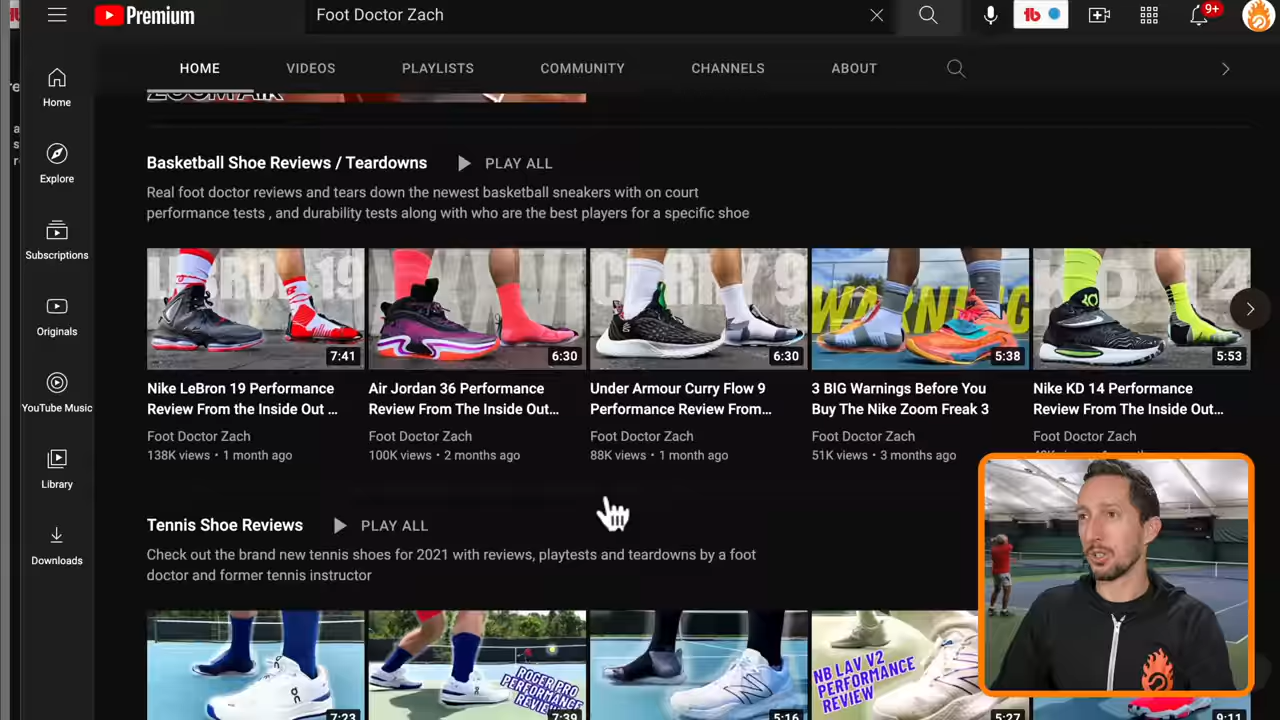 Premium
Foot Doctor Zach
9+
HOME
VIDEOS
PLAYLISTS
COMMUNITY
CHANNELS
ABOUT
Home
Explore
Subscriptions
Originals
YouTube Music
Library
Downloads
Basketball Shoe Reviews / Teardowns
PLAY ALL
Real foot doctor reviews and tears down the newest basketball sneakers with on court
performance tests , and durability tests along with who are the best players for a specific shoe
7:41
6:30
6:30
WARNING
5:38
KD 14
5:53
Nike LeBron 19 Performance
Review From the Inside Out ...
Foot Doctor Zach
138K views • 1 month ago
Air Jordan 36 Performance
Review From The Inside Out...
Foot Doctor Zach
100K views • 2 months ago
Under Armour Curry Flow 9
Performance Review From...
Foot Doctor Zach
88K views • 1 month ago
3 BIG Warnings Before You
Buy The Nike Zoom Freak 3
Foot Doctor Zach
51K views • 3 months ago
Nike KD 14 Performance
Review From The Inside Out...
Foot Doctor Zach
Tennis Shoe Reviews
PLAY ALL
Check out the brand new tennis shoes for 2021 with reviews, playtests and teardowns by a foot
doctor and former tennis instructor
7:23
ROGER PRO
PERFORMANCE
REVIEW
7:39
5:16
NB LAV V2
PERFORMANCE
REVIEW
5:27
9:11